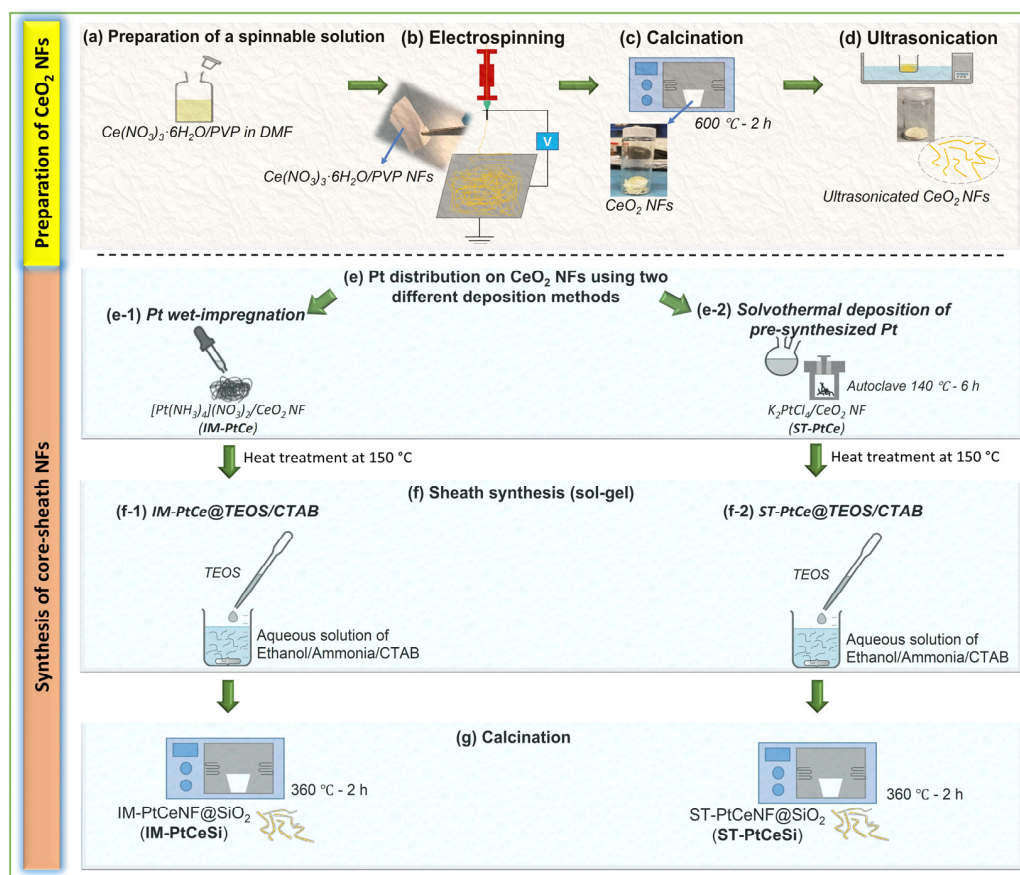 Preparation of CeO₂ NFs
(a) Preparation of a spinnable solution
Ce(NO₃)₃·6H₂O/PVP in DMF
(b) Electrospinning
V
Ce(NO₃)₃·6H₂O/PVP NFs
(c) Calcination
600 °C - 2 h
CeO₂ NFs
(d) Ultrasonication
Ultrasonicated CeO₂ NFs
Synthesis of core-sheath NFs
(e) Pt distribution on CeO₂ NFs using two
different deposition methods
(e-1) Pt wet-impregnation
[Pt(NH₃)₄](NO₃)₂/CeO₂ NF
(IM-PtCe)
(e-2) Solvothermal deposition of
pre-synthesized Pt
Autoclave 140 °C - 6 h
K₂PtCl₄/CeO₂ NF
(ST-PtCe)
Heat treatment at 150 °C
Heat treatment at 150 °C
(f) Sheath synthesis (sol-gel)
(f-1) IM-PtCe@TEOS/CTAB
TEOS
Aqueous solution of
Ethanol/Ammonia/CTAB
(f-2) ST-PtCe@TEOS/CTAB
TEOS
Aqueous solution of
Ethanol/Ammonia/CTAB
(g) Calcination
360 °C - 2 h
IM-PtCeNF@SiO₂
(IM-PtCeSi)
360 °C - 2 h
ST-PtCeNF@SiO₂
(ST-PtCeSi)